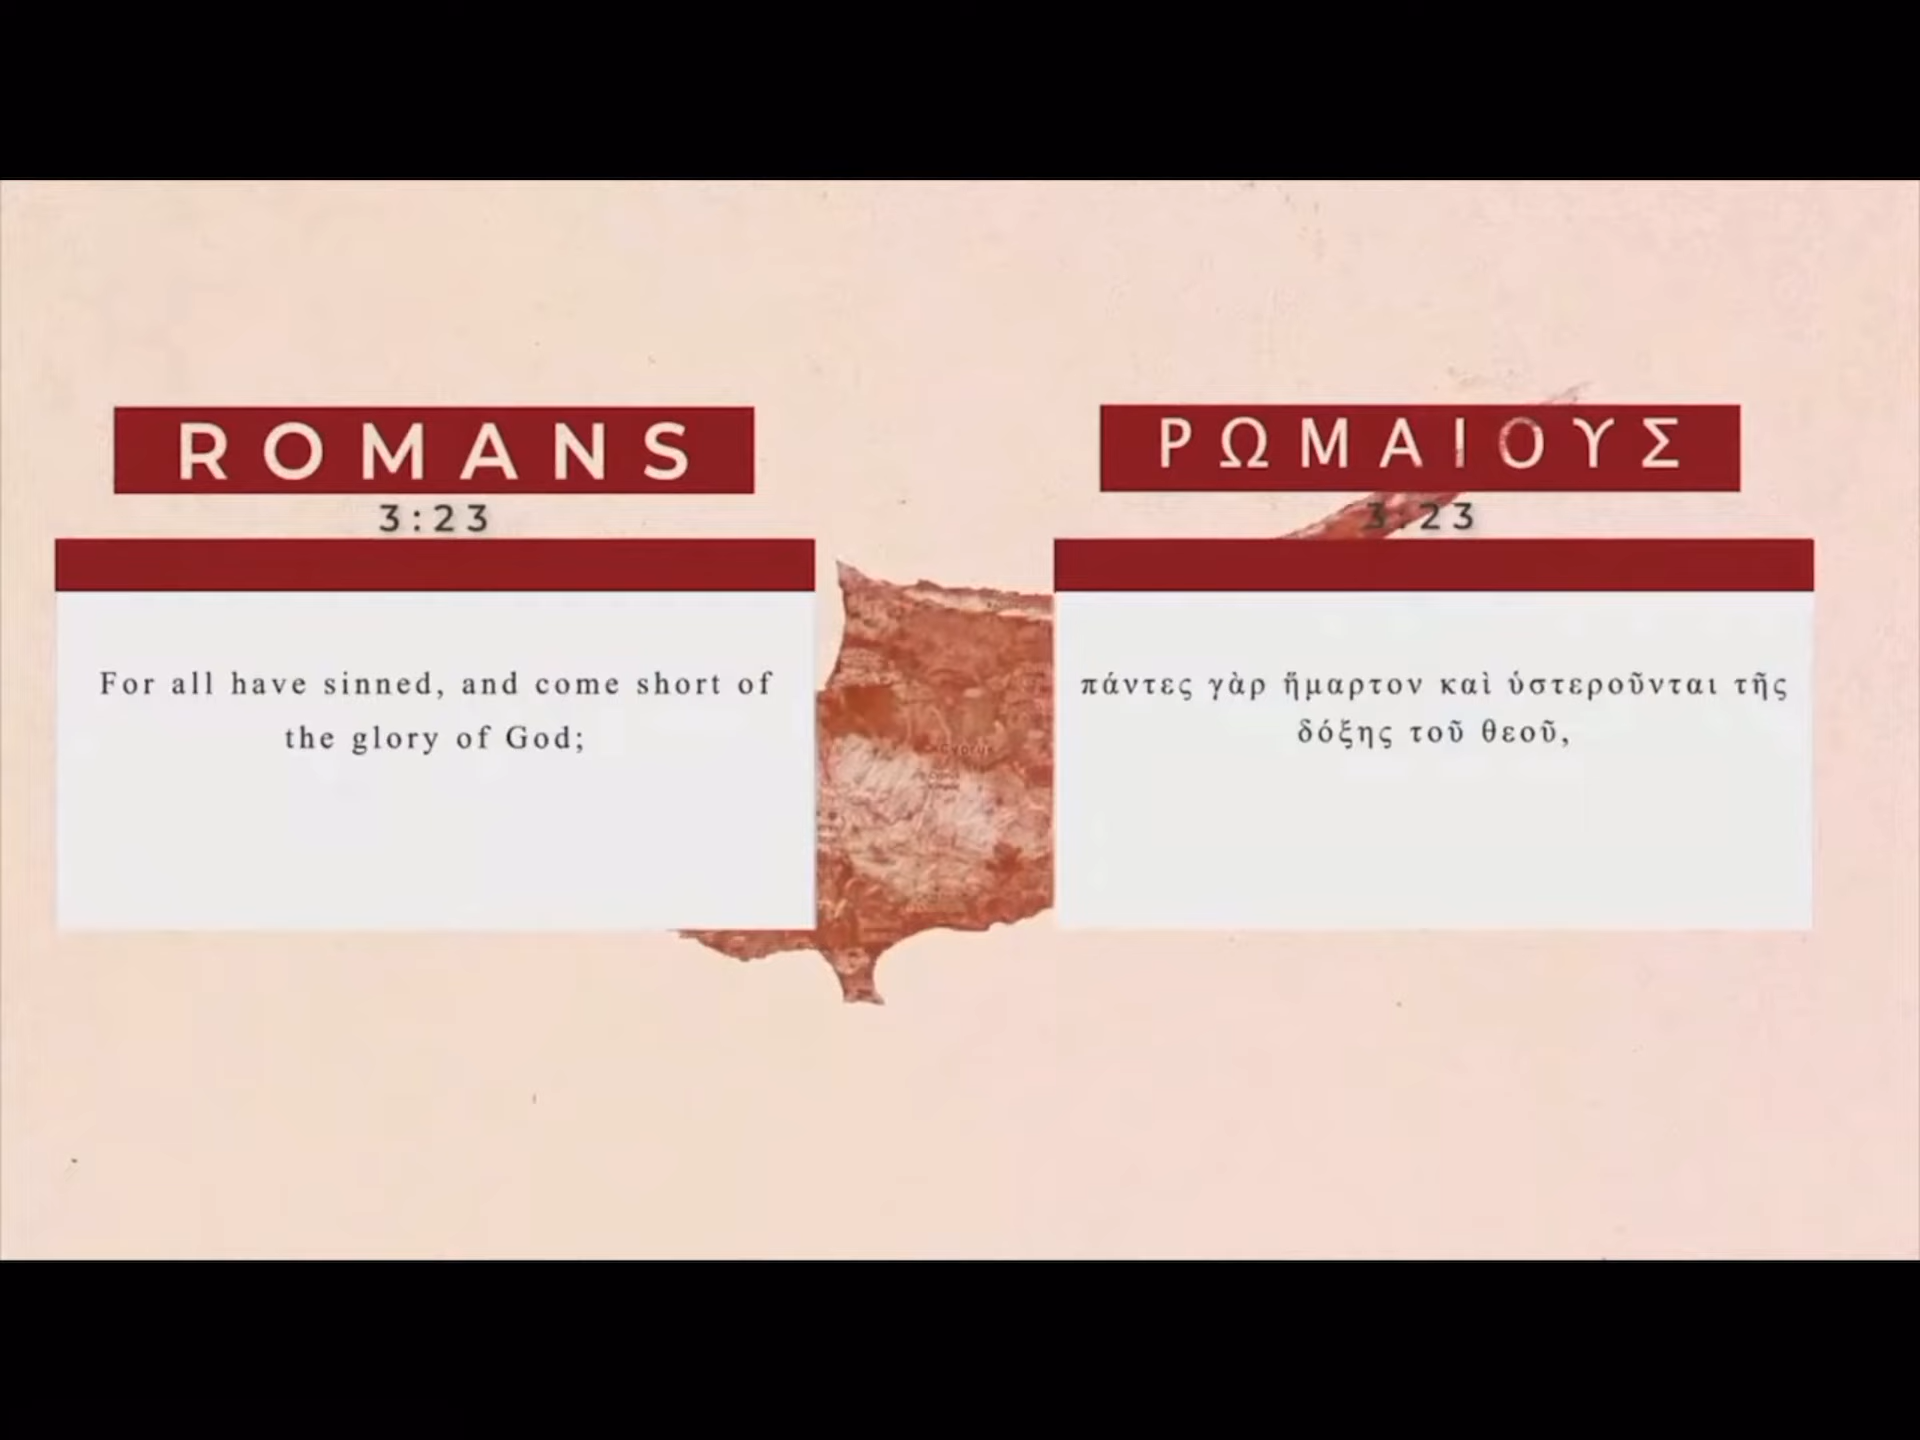 ROMANS
3:23
For all have sinned, and come short of
the glory of God;
ΡΩΜΑΙΟΥΣ
3:23
πάντες γὰρ ἥμαρτον καὶ ὑστεροῦνται τῆς
δόξης τοῦ θεοῦ,
Cyprus